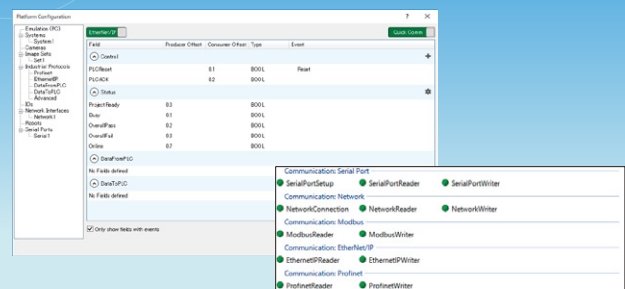 Platform Configuration
? ×
Emulation (PC)
Systems
System1
Cameras
Image Sets
Set1
Industrial Protocols
Profinet
EthernetIP
DataFromPLC
DataToPLC
Advanced
IOs
Network Interfaces
Network1
Robots
Serial Ports
Serial1
EtherNet/IP
Quick Comm
Field Producer Offset Consumer Offset Type Event
Control +
PLCReset 0.1 BOOL Reset
PLCACK 0.2 BOOL
Status
ProjectReady 0.0 BOOL
Busy 0.1 BOOL
OverallPass 0.2 BOOL
OverallFail 0.3 BOOL
Online 0.7 BOOL
DataFromPLC
No Fields defined
DataToPLC
No Fields defined
Only show fields with events
Communication: Serial Port
SerialPortSetup SerialPortReader SerialPortWriter
Communication: Network
NetworkConnection NetworkReader NetworkWriter
Communication: Modbus
ModbusReader ModbusWriter
Communication: EtherNet/IP
EthernetIPReader EthernetIPWriter
Communication: Profinet
ProfinetReader ProfinetWriter